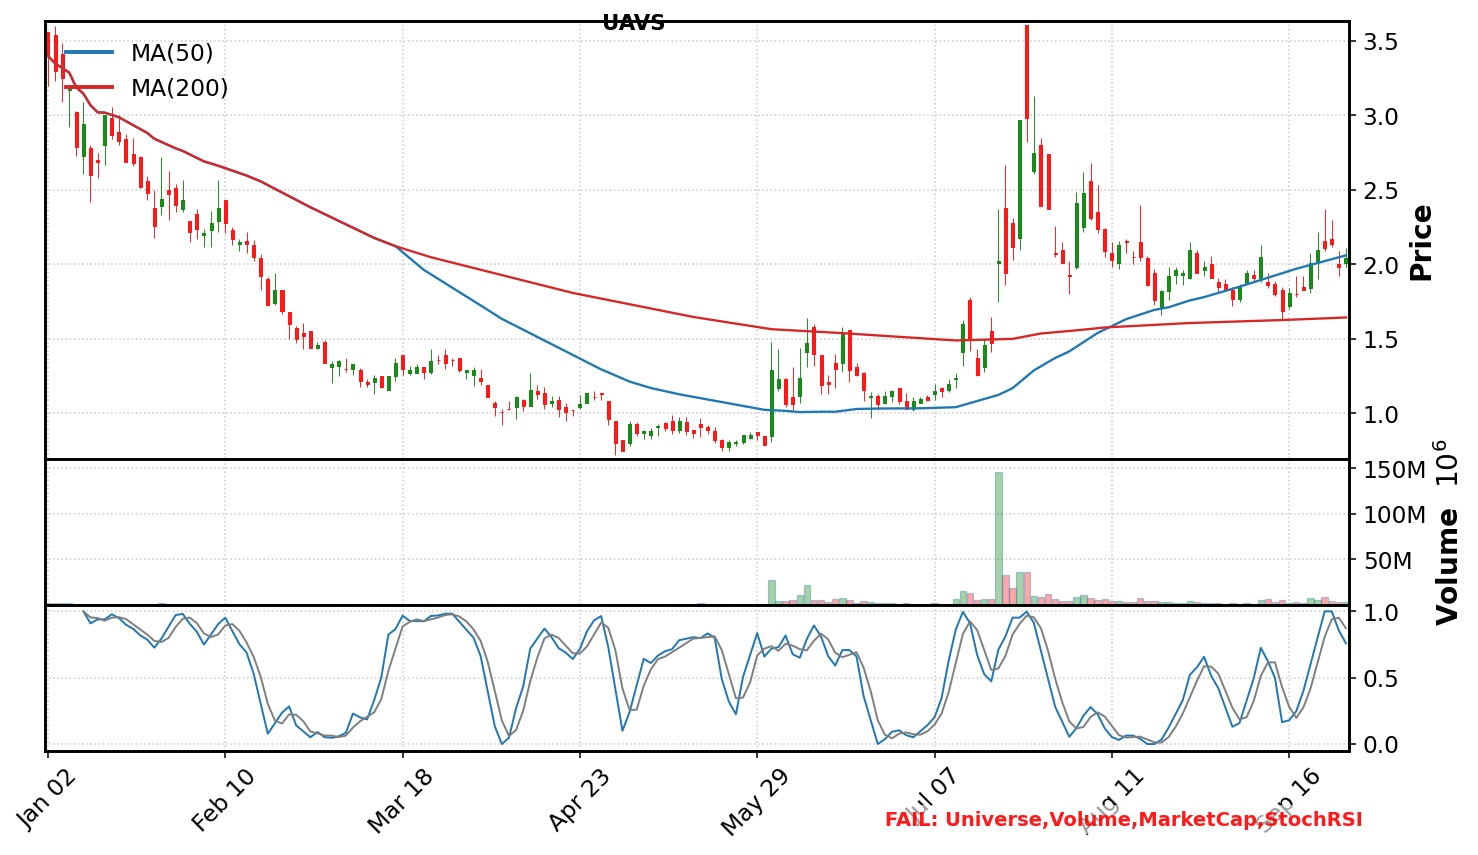 UAVS
MA(50)
MA(200)
3.5
3.0
2.5
2.0
1.5
1.0
Price
150M
100M
50M
Volume 10⁶
1.0
0.5
0.0
Jan 02
Feb 10
Mar 18
Apr 23
May 29
Jul 07
Aug 11
Sep 16
FAIL: Universe,Volume,MarketCap,StochRSI